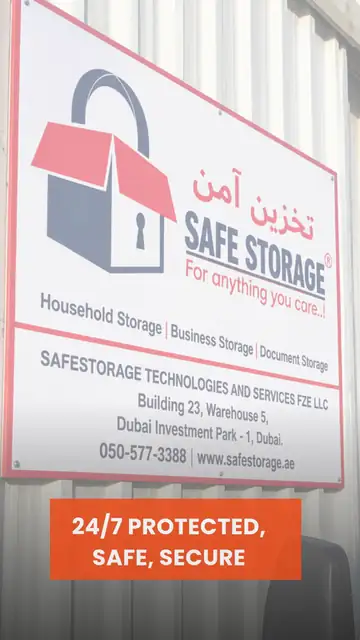 تخزين آمن
SAFE STORAGE®
For anything you care..!
Household Storage | Business Storage | Document Storage
SAFESTORAGE TECHNOLOGIES AND SERVICES FZE LLC
Building 23, Warehouse 5,
Dubai Investment Park - 1, Dubai.
050-577-3388 | www.safestorage.ae
24/7 PROTECTED,
SAFE, SECURE